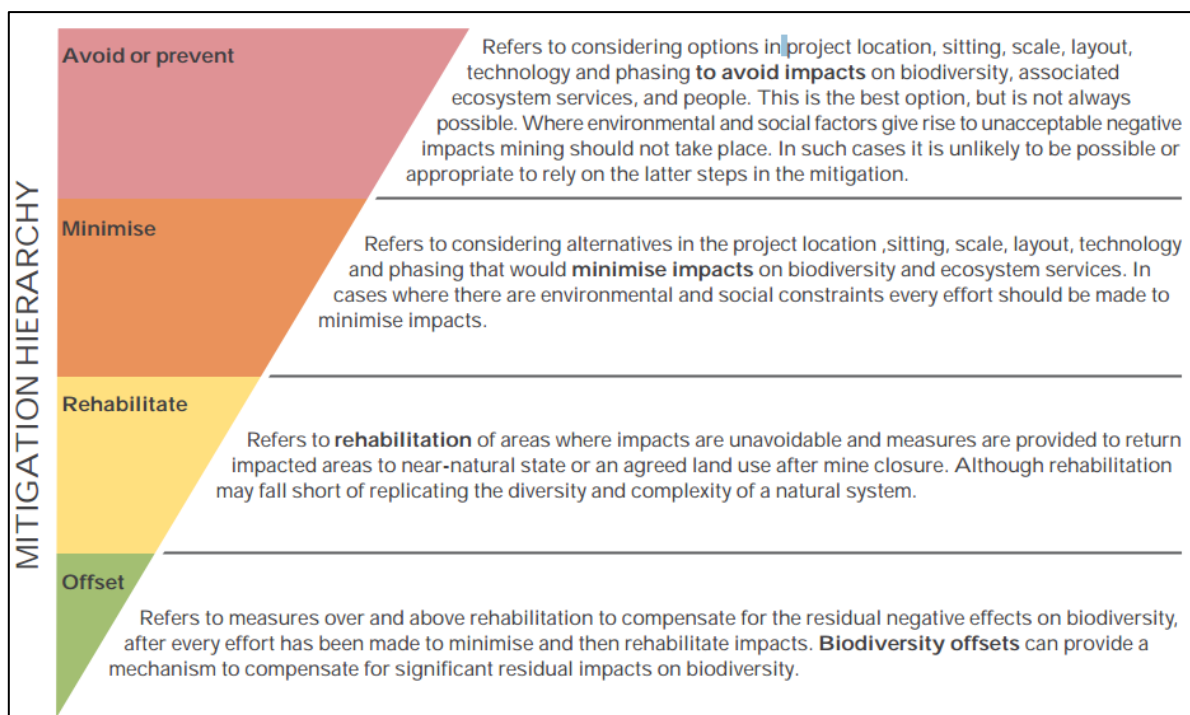 MITIGATION HIERARCHY
Avoid or prevent
Refers to considering options in project location, sitting, scale, layout,
technology and phasing to avoid impacts on biodiversity, associated
ecosystem services, and people. This is the best option, but is not always
possible. Where environmental and social factors give rise to unacceptable negative
impacts mining should not take place. In such cases it is unlikely to be possible or
appropriate to rely on the latter steps in the mitigation.
Minimise
Refers to considering alternatives in the project location ,sitting, scale, layout, technology
and phasing that would minimise impacts on biodiversity and ecosystem services. In
cases where there are environmental and social constraints every effort should be made to
minimise impacts.
Rehabilitate
Refers to rehabilitation of areas where impacts are unavoidable and measures are provided to return
impacted areas to near-natural state or an agreed land use after mine closure. Although rehabilitation
may fall short of replicating the diversity and complexity of a natural system.
Offset
Refers to measures over and above rehabilitation to compensate for the residual negative effects on biodiversity,
after every effort has been made to minimise and then rehabilitate impacts. Biodiversity offsets can provide a
mechanism to compensate for significant residual impacts on biodiversity.